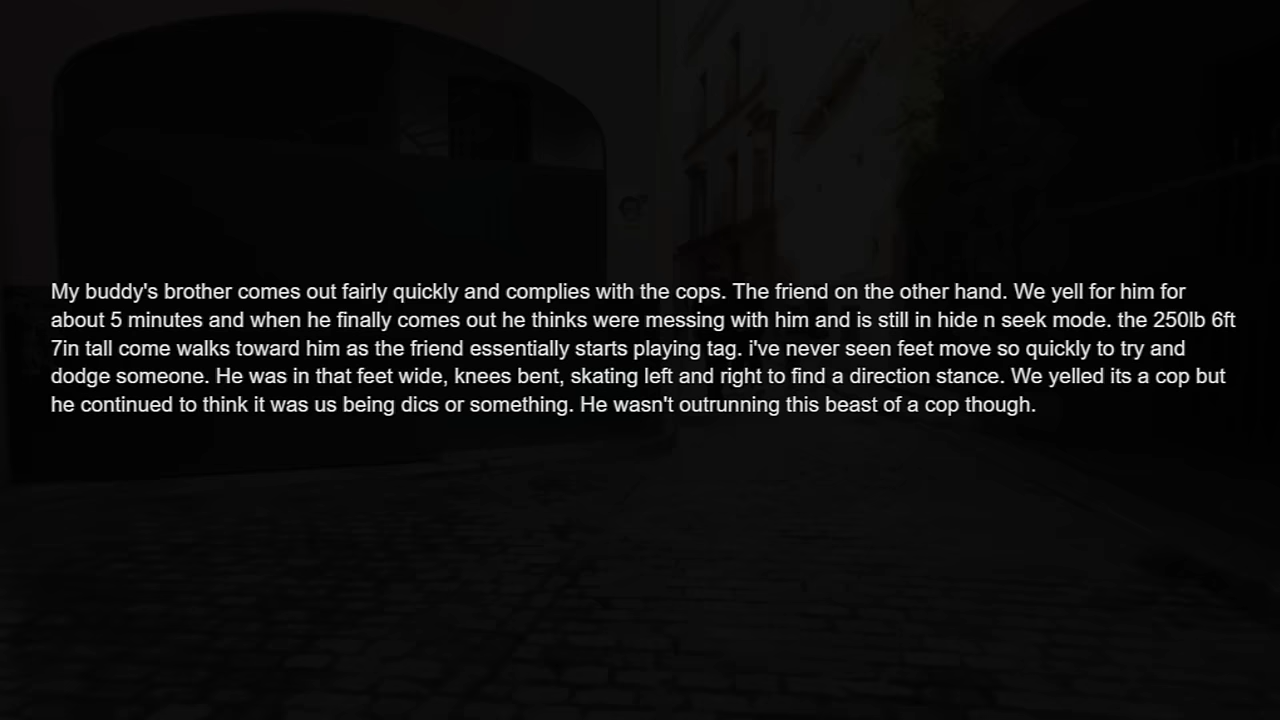 My buddy's brother comes out fairly quickly and complies with the cops. The friend on the other hand. We yell for him for
about 5 minutes and when he finally comes out he thinks were messing with him and is still in hide n seek mode. the 250lb 6ft
7in tall come walks toward him as the friend essentially starts playing tag. i've never seen feet move so quickly to try and
dodge someone. He was in that feet wide, knees bent, skating left and right to find a direction stance. We yelled its a cop but
he continued to think it was us being dics or something. He wasn't outrunning this beast of a cop though.